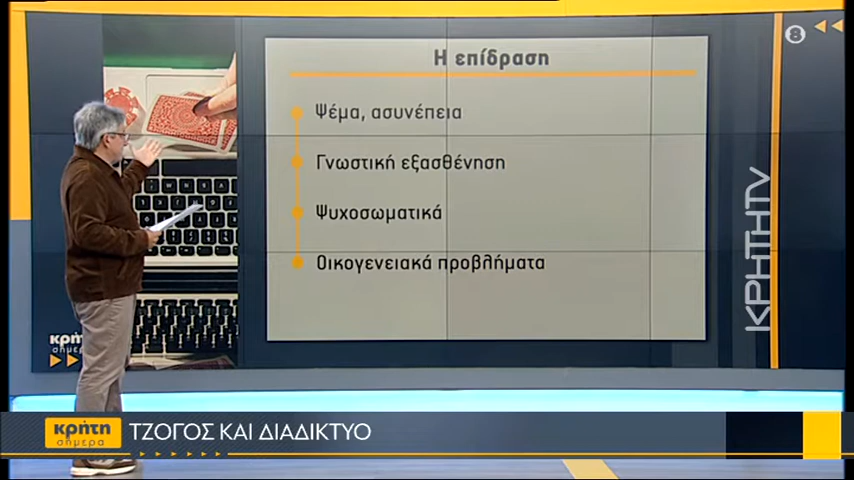 Η επίδραση
8
Ψέμα, ασυνέπεια
Γνωστική εξασθένηση
Ψυχοσωματικά
Οικογενειακά προβλήματα
ΚΡΗΤΗTV
κρήτη
σήμερα
κρήτη
σήμερα
ΤΖΟΓΟΣ ΚΑΙ ΔΙΑΔΙΚΤΥΟ